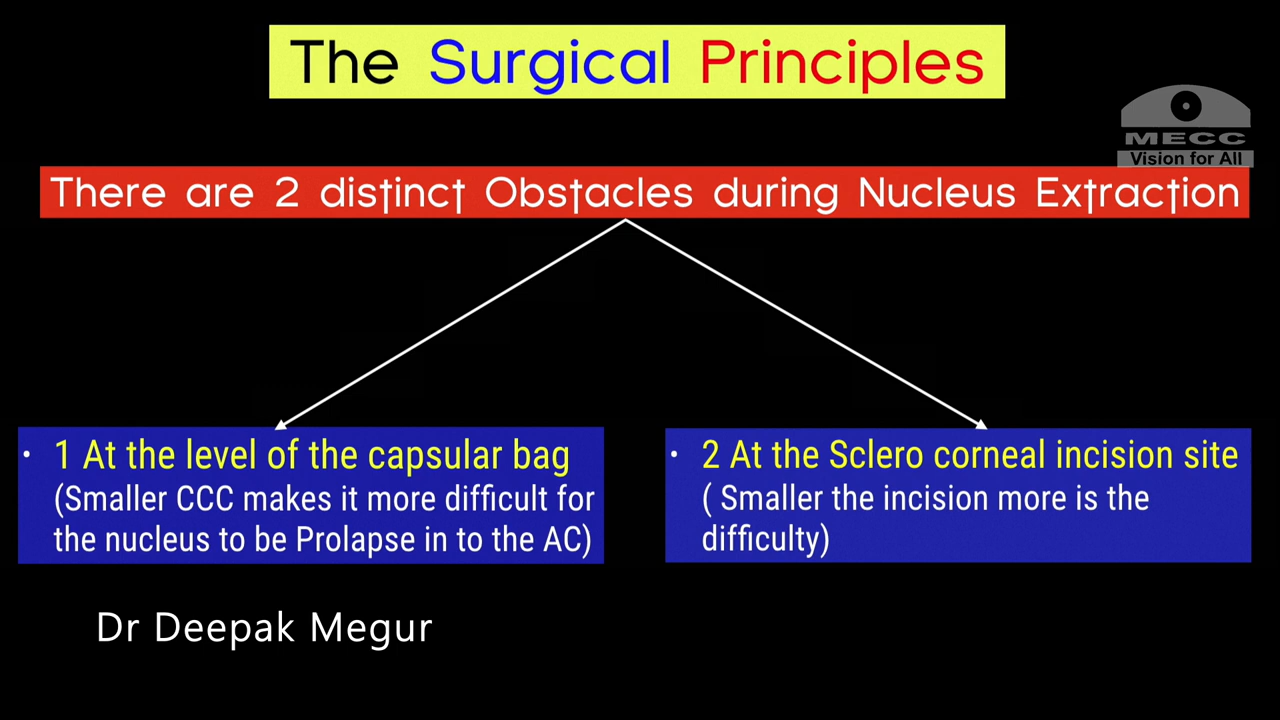 The Surgical Principles
MECC
Vision for All
There are 2 distinct Obstacles during Nucleus Extraction
• 1 At the level of the capsular bag
(Smaller CCC makes it more difficult for
the nucleus to be Prolapse in to the AC)
• 2 At the Sclero corneal incision site
( Smaller the incision more is the
difficulty)
Dr Deepak Megur